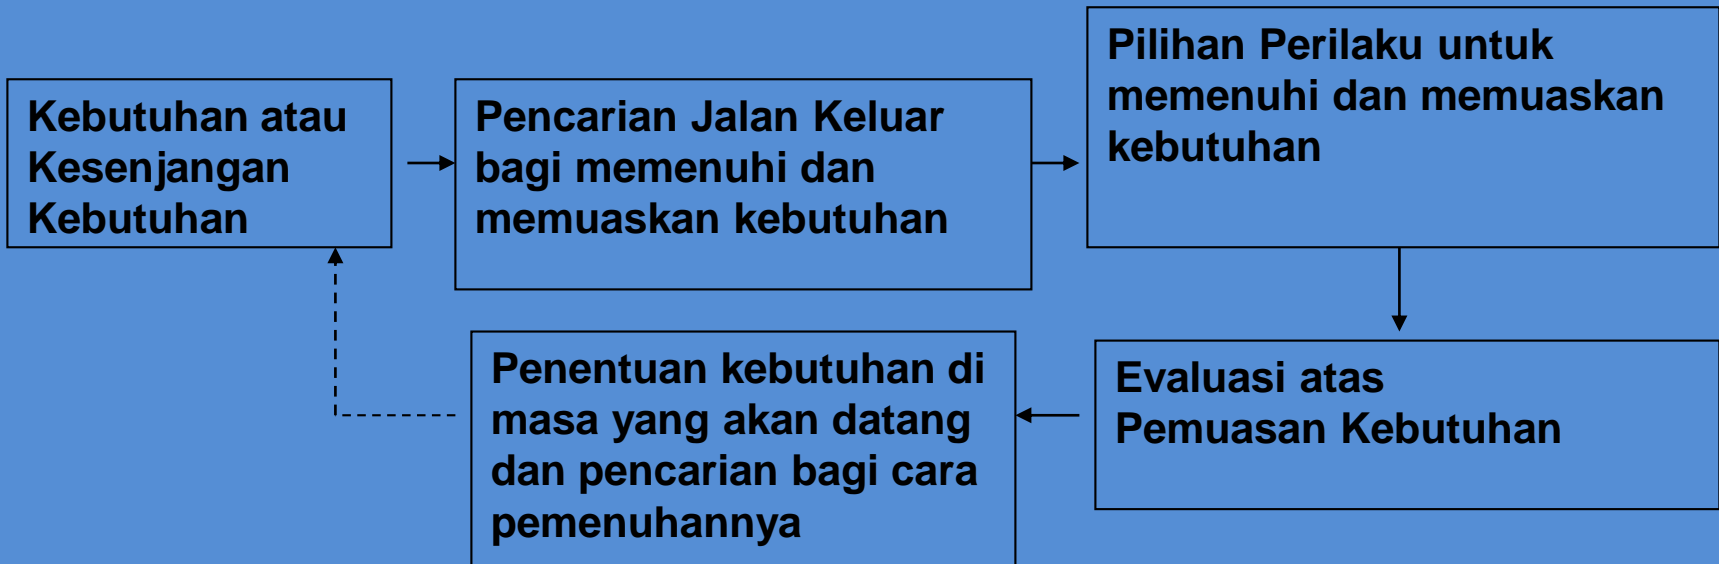 Kebutuhan atau
Kesenjangan
Kebutuhan
Pencarian Jalan Keluar
bagi memenuhi dan
memuaskan kebutuhan
Pilihan Perilaku untuk
memenuhi dan memuaskan
kebutuhan
Evaluasi atas
Pemuasan Kebutuhan
Penentuan kebutuhan di
masa yang akan datang
dan pencarian bagi cara
pemenuhannya